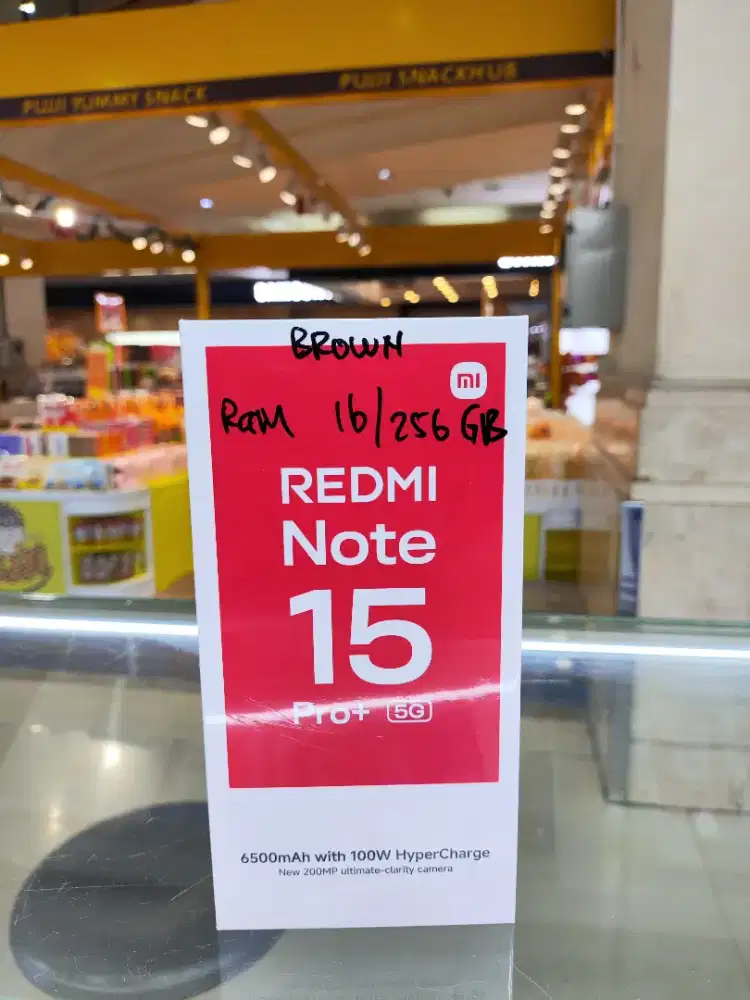 PUJI YUMMY SNACK
PUJI SNACKHUB
BROWN
mi
RAM 16/256 GB
REDMI
Note
15
Pro+ 5G
6500mAh with 100W HyperCharge
New 200MP ultimate-clarity camera